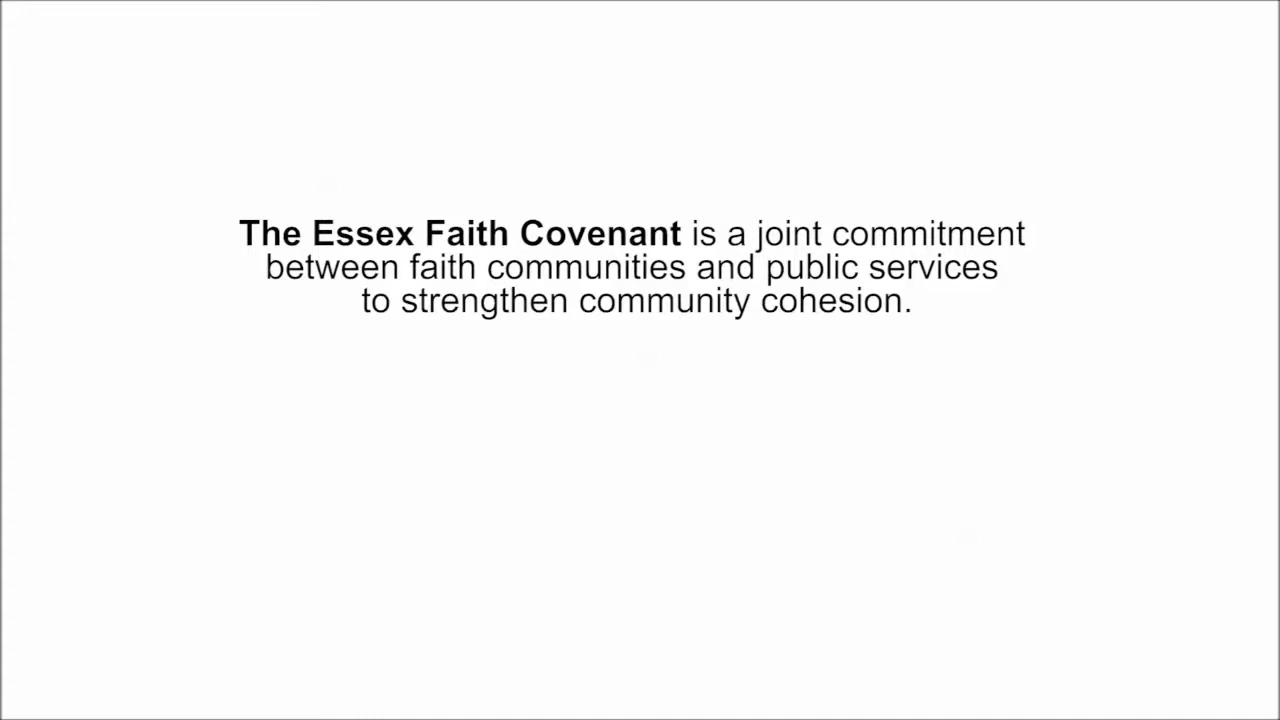 The Essex Faith Covenant is a joint commitment
between faith communities and public services
to strengthen community cohesion.